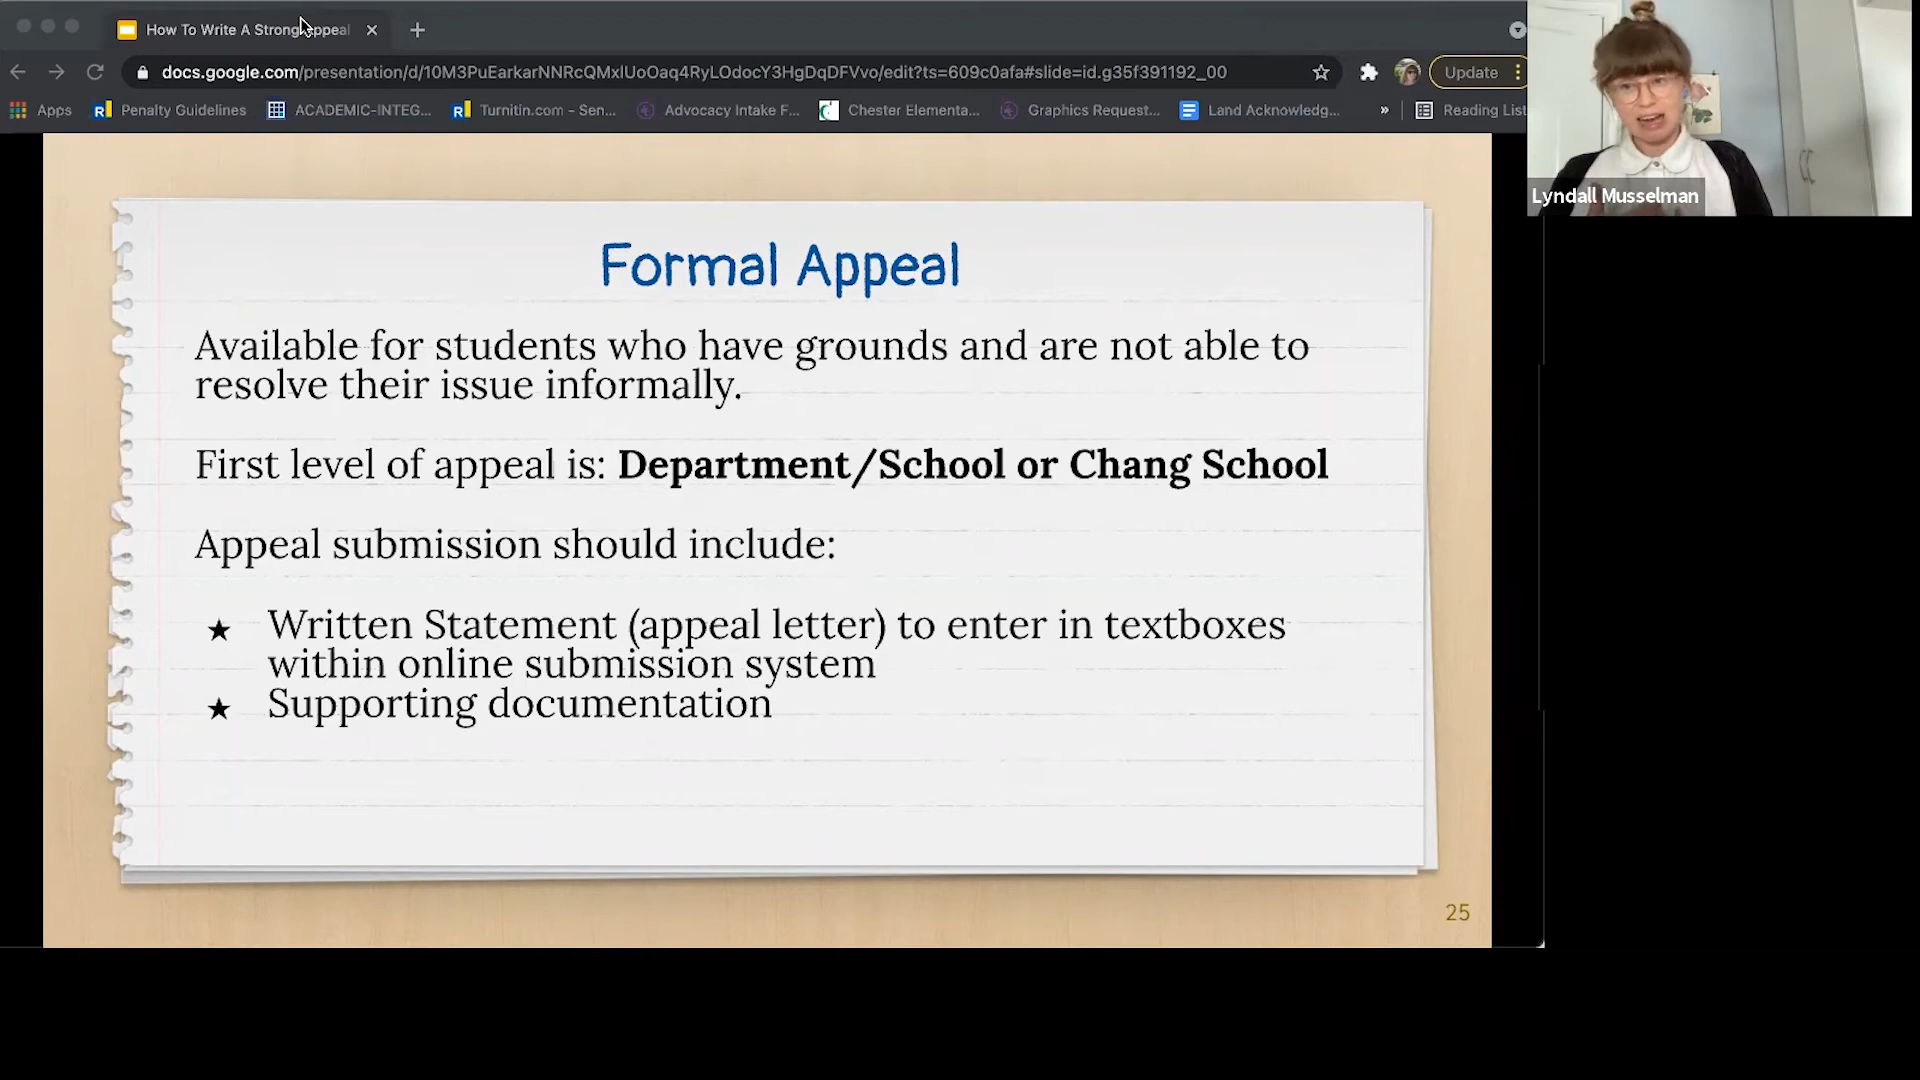 How To Write A Strong Appeal
docs.google.com/presentation/d/10M3PuEarkarNNRcQMxlUoOaq4RyLOdocY3HgDqDFVvo/edit?ts=609c0afa#slide=id.g35f391192_00
Update
Apps
Penalty Guidelines
ACADEMIC-INTEG...
Turnitin.com - Sen...
Advocacy Intake F...
Chester Elementa...
Graphics Request...
Land Acknowledg...
»
Reading List
Lyndall Musselman
Formal Appeal
Available for students who have grounds and are not able to
resolve their issue informally.
First level of appeal is: Department/School or Chang School
Appeal submission should include:
★ Written Statement (appeal letter) to enter in textboxes
within online submission system
★ Supporting documentation
25